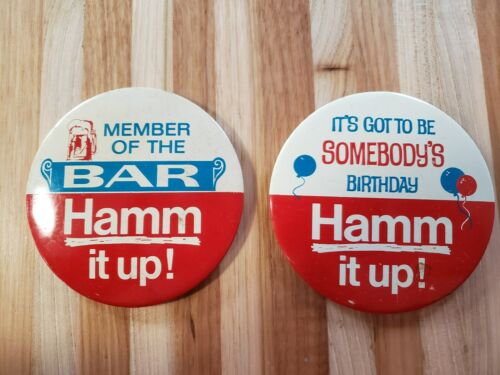 MEMBER
OF THE
BAR
Hamm
it up!
IT'S GOT TO BE
SOMEBODY'S
BIRTHDAY
Hamm
it up!